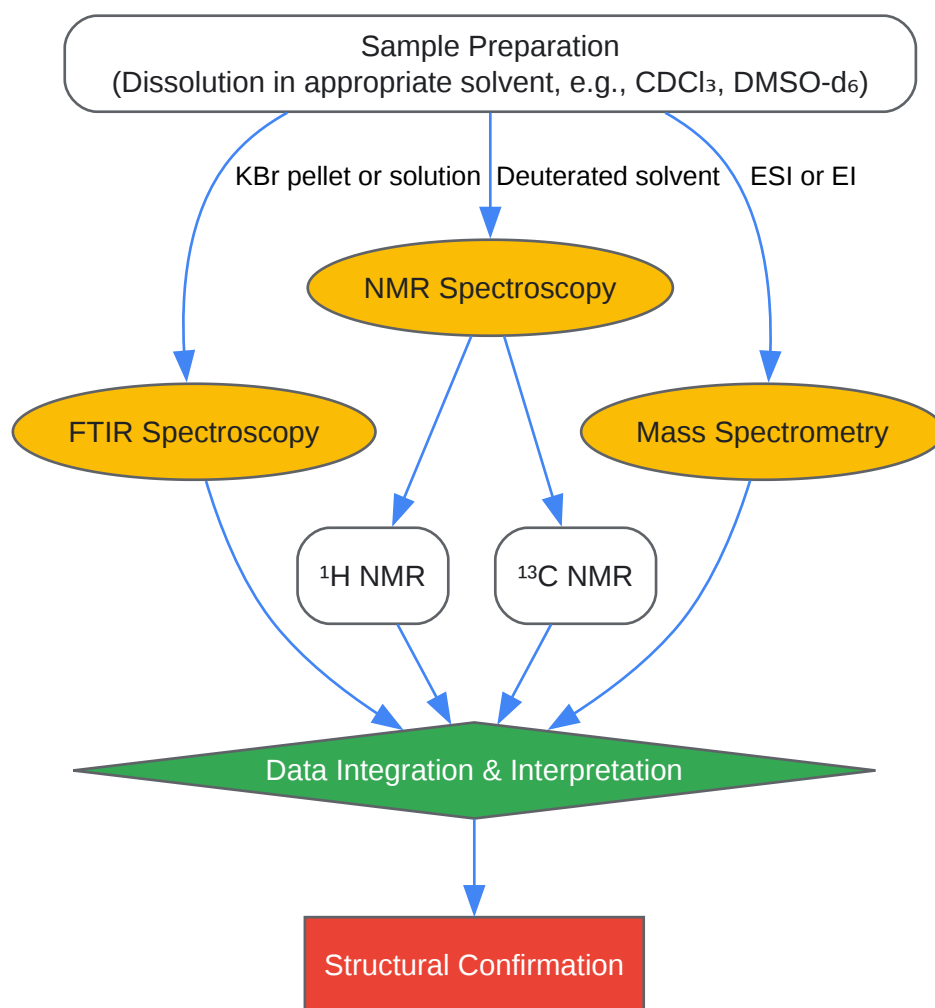 Sample Preparation
(Dissolution in appropriate solvent, e.g., CDCl₃, DMSO-d₆)
KBr pellet or solution
Deuterated solvent
ESI or EI
NMR Spectroscopy
FTIR Spectroscopy
Mass Spectrometry
¹H NMR
¹³C NMR
Data Integration & Interpretation
Structural Confirmation